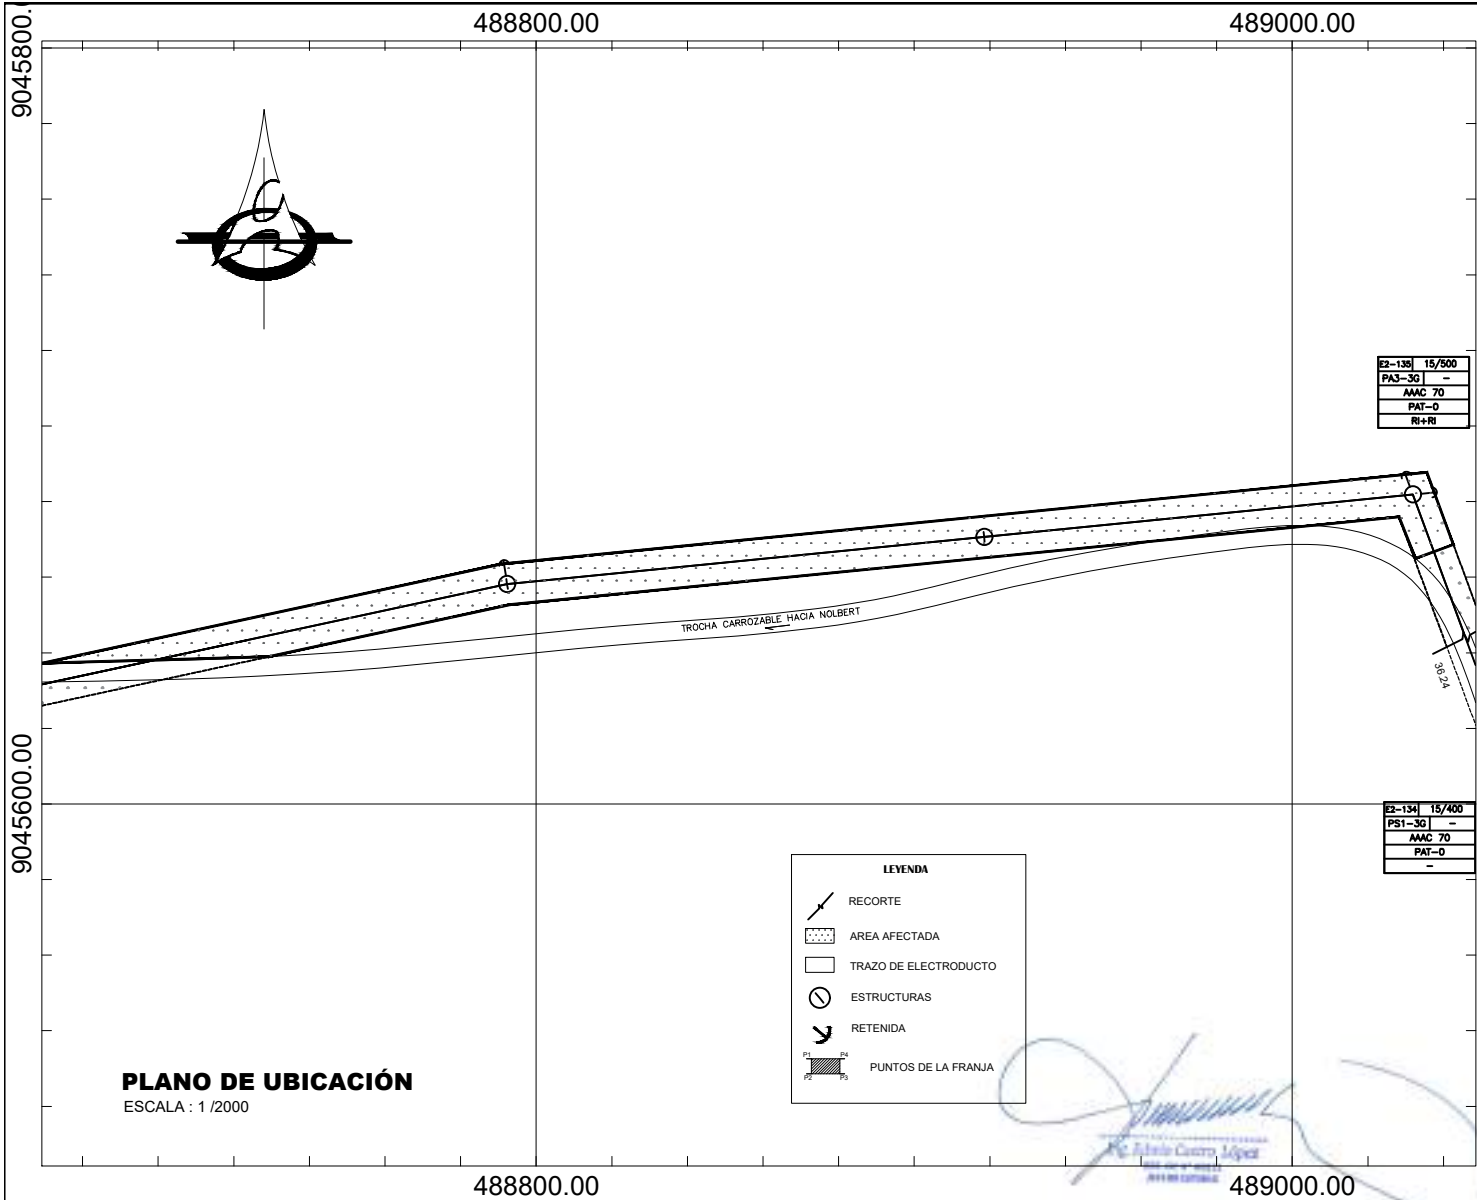 488800.00
489000.00
9045800.
E2-135 15/500
PA3-3G -
AAAC 70
PAT-0
RI+RI
TROCHA CARROZABLE HACIA NOLBERT
36.24
9045600.00
E2-134 15/400
PS1-3G -
AAAC 70
PAT-0
-
LEYENDA
RECORTE
AREA AFECTADA
TRAZO DE ELECTRODUCTO
ESTRUCTURAS
RETENIDA
P1 P4
P2 P3
PUNTOS DE LA FRANJA
PLANO DE UBICACIÓN
ESCALA : 1 /2000
Castro López
488800.00
489000.00